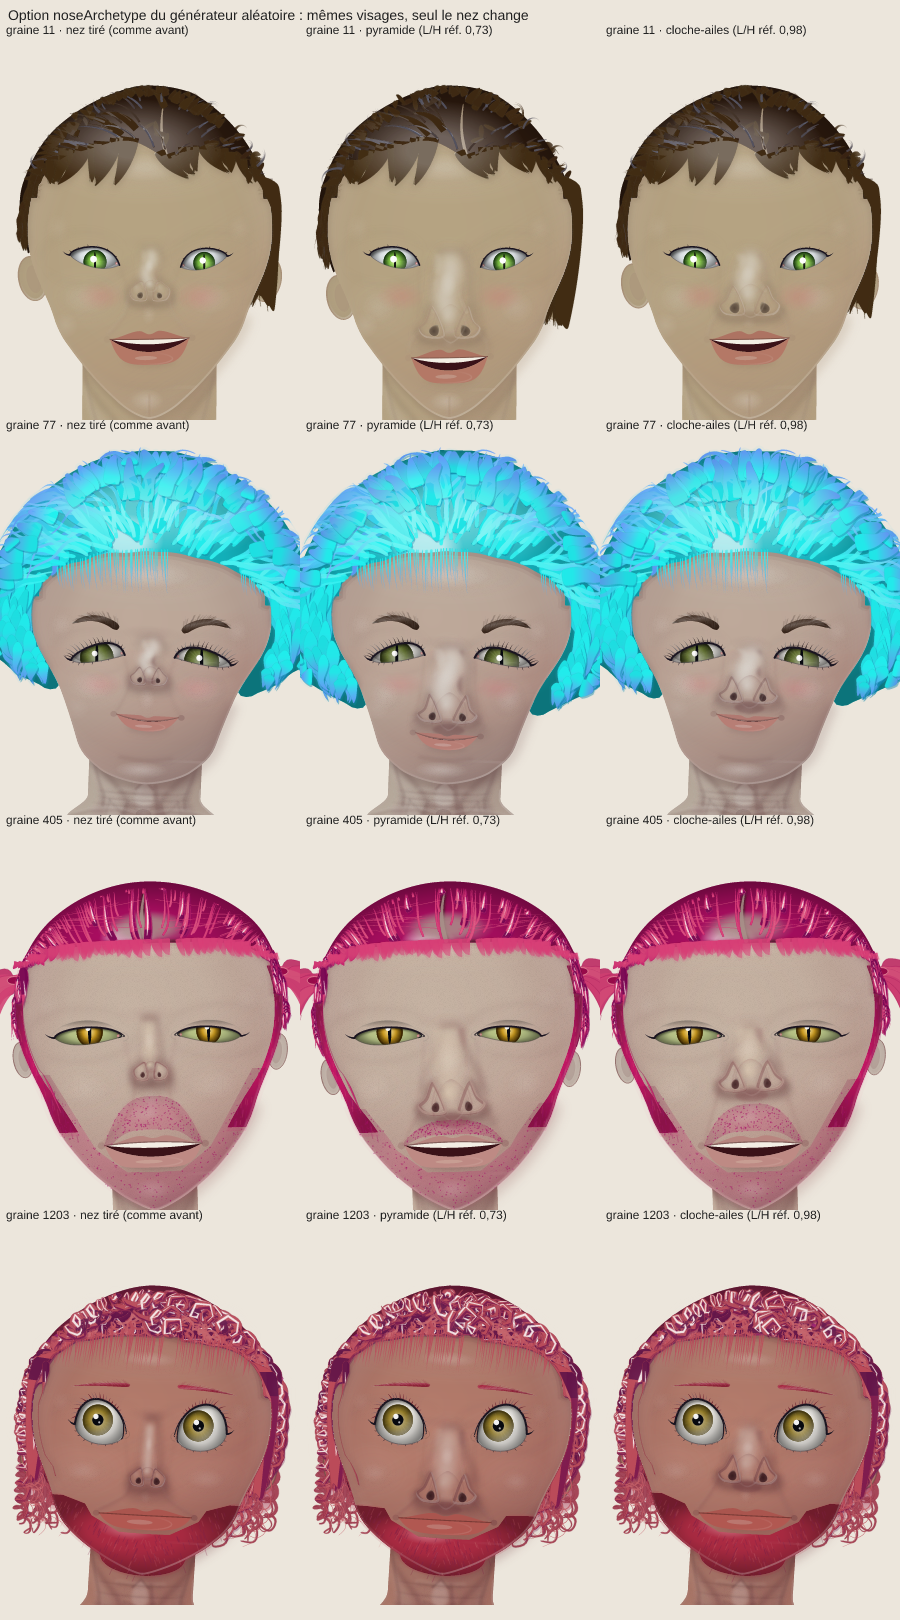 Option noseArchetype du générateur aléatoire : mêmes visages, seul le nez change
graine 11 · nez tiré (comme avant)
graine 11 · pyramide (L/H réf. 0,73)
graine 11 · cloche-ailes (L/H réf. 0,98)
graine 77 · nez tiré (comme avant)
graine 77 · pyramide (L/H réf. 0,73)
graine 77 · cloche-ailes (L/H réf. 0,98)
graine 405 · nez tiré (comme avant)
graine 405 · pyramide (L/H réf. 0,73)
graine 405 · cloche-ailes (L/H réf. 0,98)
graine 1203 · nez tiré (comme avant)
graine 1203 · pyramide (L/H réf. 0,73)
graine 1203 · cloche-ailes (L/H réf. 0,98)